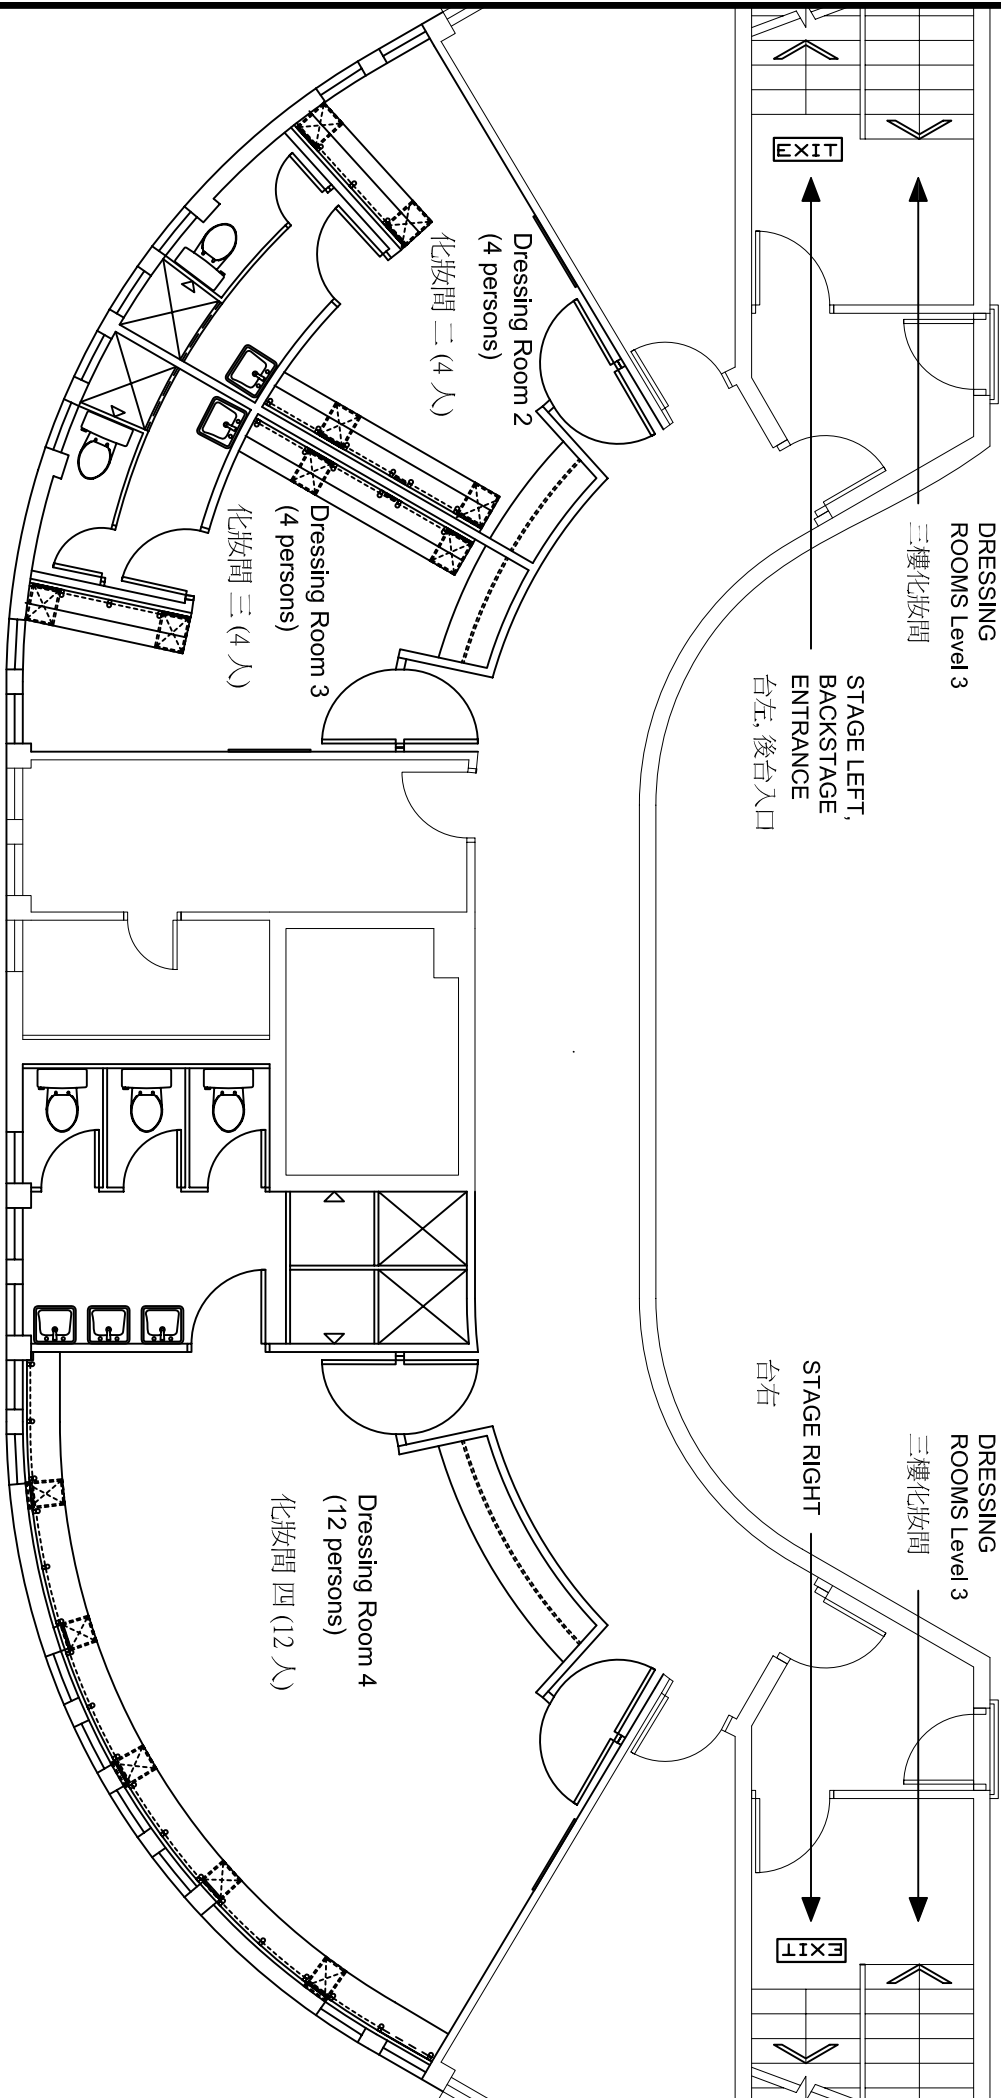 EXIT
DRESSING
ROOMS Level 3
三樓化妝間
STAGE LEFT,
BACKSTAGE
ENTRANCE
台左, 後台入口
Dressing Room 2
(4 persons)
化妝間 二 (4 人)
Dressing Room 3
(4 persons)
化妝間 三 (4 人)
DRESSING
ROOMS Level 3
三樓化妝間
STAGE RIGHT
台右
Dressing Room 4
(12 persons)
化妝間 四 (12 人)
EXIT